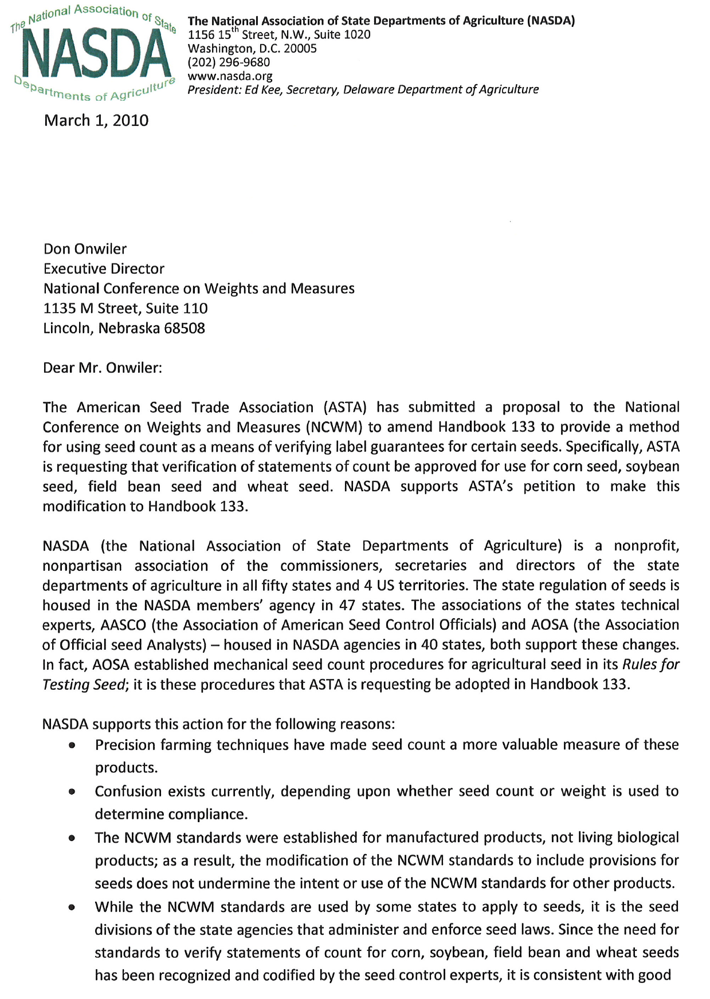 The National Association of State
NASDA
Departments of Agriculture
The National Association of State Departments of Agriculture (NASDA)
1156 15th Street, N.W., Suite 1020
Washington, D.C. 20005
(202) 296-9680
www.nasda.org
President: Ed Kee, Secretary, Delaware Department of Agriculture
March 1, 2010
Don Onwiler
Executive Director
National Conference on Weights and Measures
1135 M Street, Suite 110
Lincoln, Nebraska 68508
Dear Mr. Onwiler:
The American Seed Trade Association (ASTA) has submitted a proposal to the National
Conference on Weights and Measures (NCWM) to amend Handbook 133 to provide a method
for using seed count as a means of verifying label guarantees for certain seeds. Specifically, ASTA
is requesting that verification of statements of count be approved for use for corn seed, soybean
seed, field bean seed and wheat seed. NASDA supports ASTA's petition to make this
modification to Handbook 133.
NASDA (the National Association of State Departments of Agriculture) is a nonprofit,
nonpartisan association of the commissioners, secretaries and directors of the state
departments of agriculture in all fifty states and 4 US territories. The state regulation of seeds is
housed in the NASDA members' agency in 47 states. The associations of the states technical
experts, AASCO (the Association of American Seed Control Officials) and AOSA (the Association
of Official seed Analysts) – housed in NASDA agencies in 40 states, both support these changes.
In fact, AOSA established mechanical seed count procedures for agricultural seed in its Rules for
Testing Seed; it is these procedures that ASTA is requesting be adopted in Handbook 133.
NASDA supports this action for the following reasons:
• Precision farming techniques have made seed count a more valuable measure of these
products.
• Confusion exists currently, depending upon whether seed count or weight is used to
determine compliance.
• The NCWM standards were established for manufactured products, not living biological
products; as a result, the modification of the NCWM standards to include provisions for
seeds does not undermine the intent or use of the NCWM standards for other products.
• While the NCWM standards are used by some states to apply to seeds, it is the seed
divisions of the state agencies that administer and enforce seed laws. Since the need for
standards to verify statements of count for corn, soybean, field bean and wheat seeds
has been recognized and codified by the seed control experts, it is consistent with good